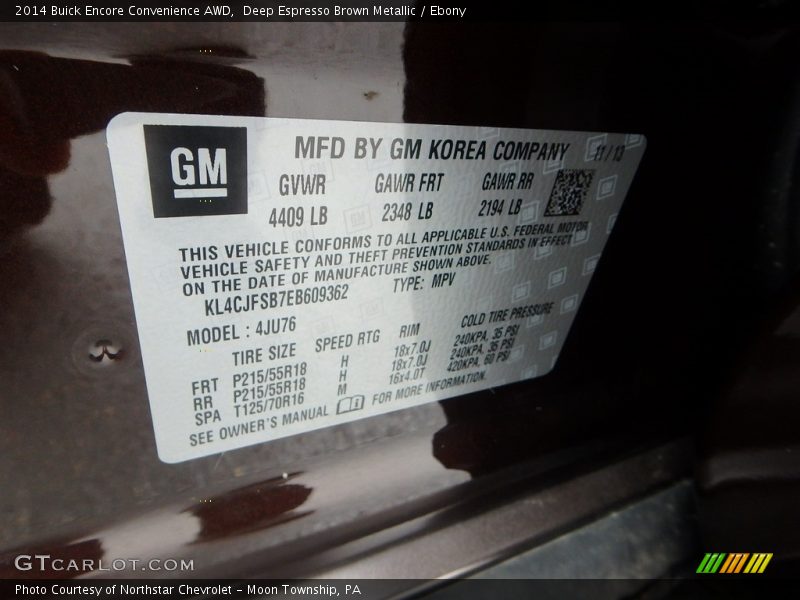 2014 Buick Encore Convenience AWD, Deep Espresso Brown Metallic / Ebony
GM
MFD BY GM KOREA COMPANY 11 / 13
GVWR GAWR FRT GAWR RR
4409 LB 2348 LB 2194 LB
THIS VEHICLE CONFORMS TO ALL APPLICABLE U.S. FEDERAL MOTOR
VEHICLE SAFETY AND THEFT PREVENTION STANDARDS IN EFFECT
ON THE DATE OF MANUFACTURE SHOWN ABOVE.
KL4CJFSB7EB609362 TYPE: MPV
MODEL : 4JU76
TIRE SIZE SPEED RTG RIM COLD TIRE PRESSURE
FRT P215/55R18 H 18x7.0J 240KPA, 35 PSI
RR P215/55R18 H 18x7.0J 240KPA, 35 PSI
SPA T125/70R16 M 16x4.0T 420KPA, 60 PSI
SEE OWNER'S MANUAL FOR MORE INFORMATION.
GTCARLOT.COM
Photo Courtesy of Northstar Chevrolet - Moon Township, PA